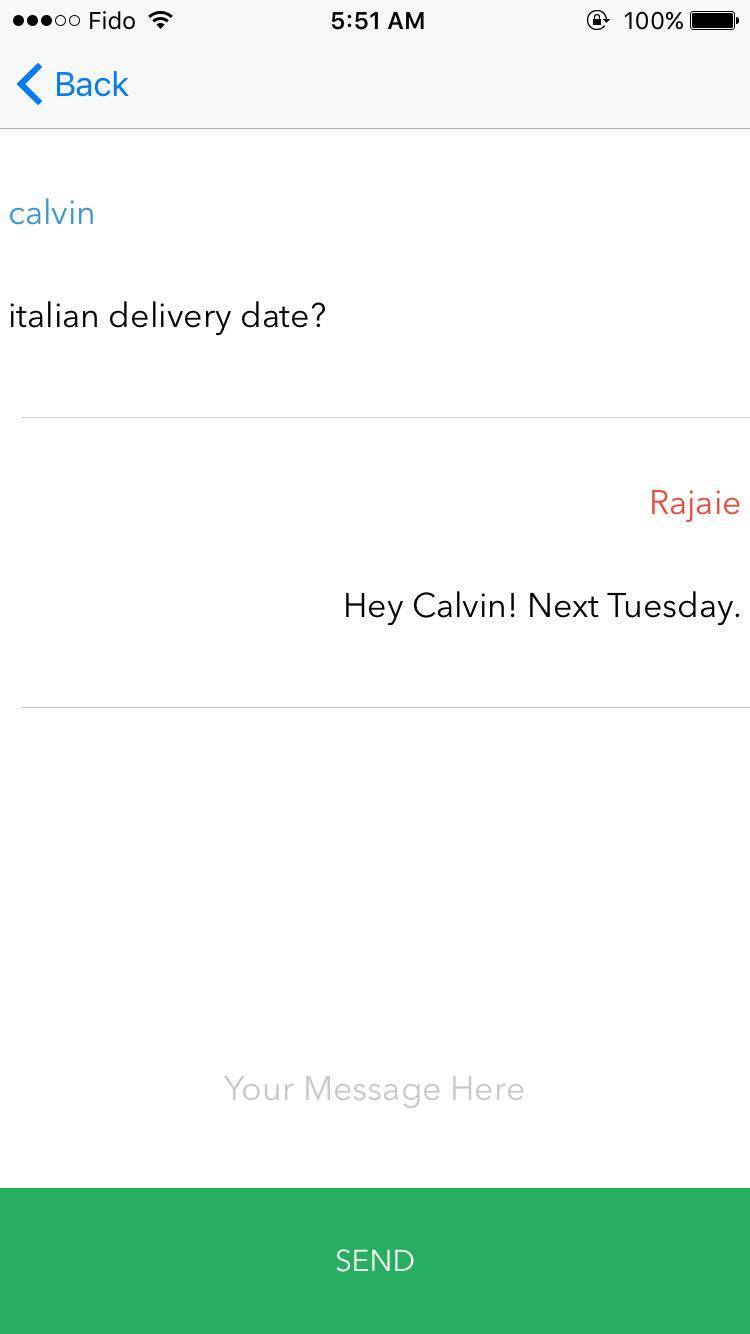 Fido 5:51 AM 100%
Back
calvin
italian delivery date?
Rajaie
Hey Calvin! Next Tuesday.
Your Message Here
SEND